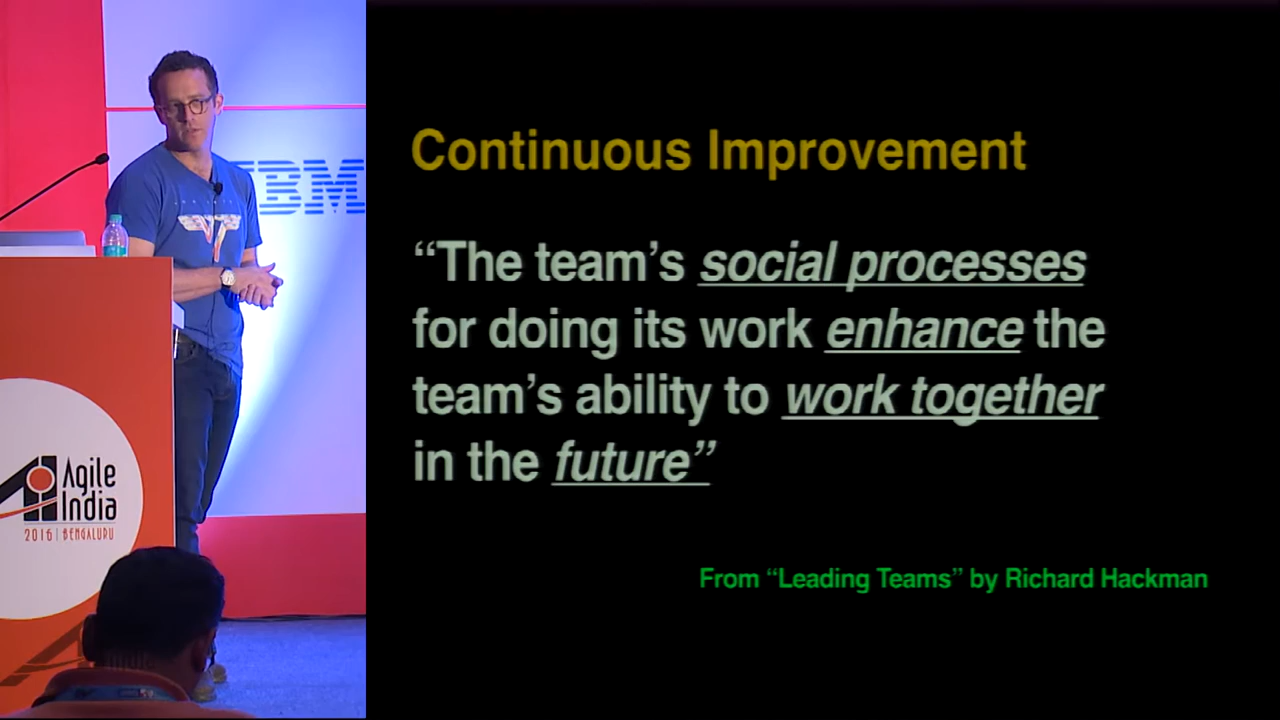 IBM
Agile
India
2016 | BENGALURU
Continuous Improvement
“The team’s social processes
for doing its work enhance the
team’s ability to work together
in the future”
From “Leading Teams” by Richard Hackman